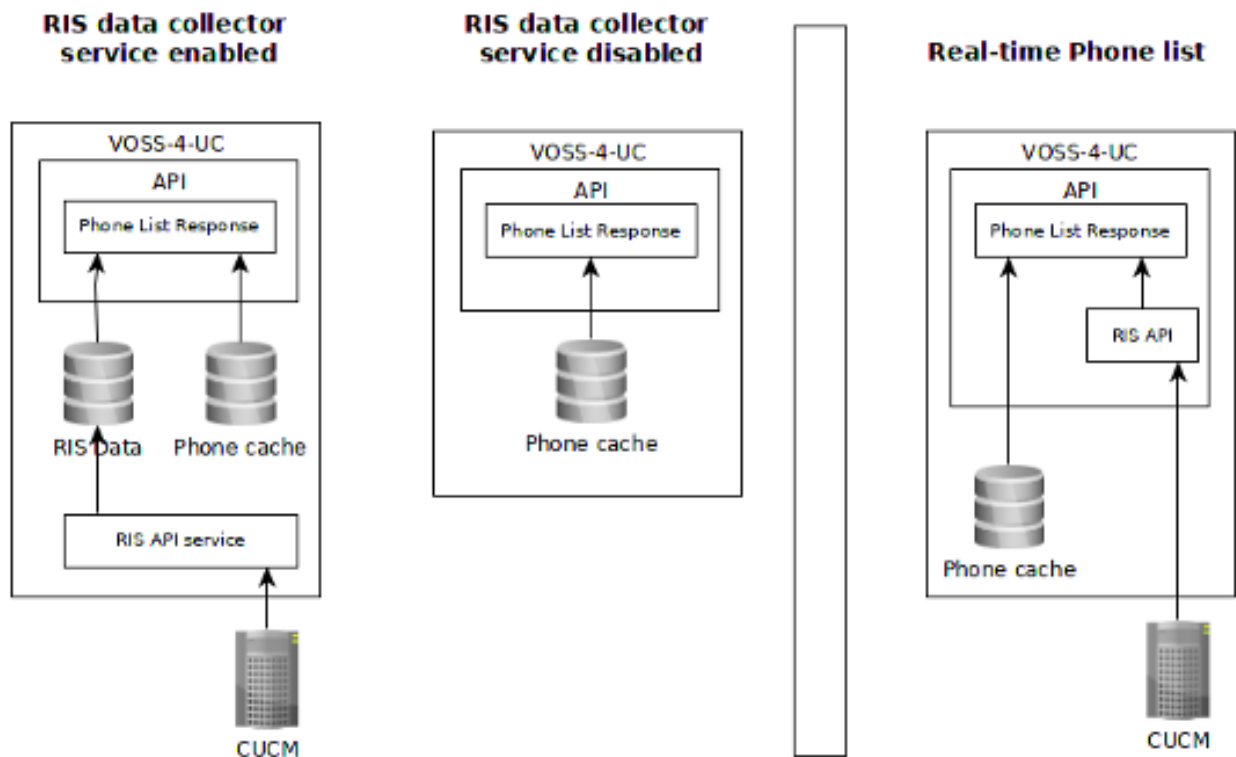 RIS data collector
service enabled
VOSS-4-UC
API
Phone List Response
RIS Data
Phone cache
RIS API service
CUCM
RIS data collector
service disabled
VOSS-4-UC
API
Phone List Response
Phone cache
Real-time Phone list
VOSS-4-UC
API
Phone List Response
RIS API
Phone cache
CUCM